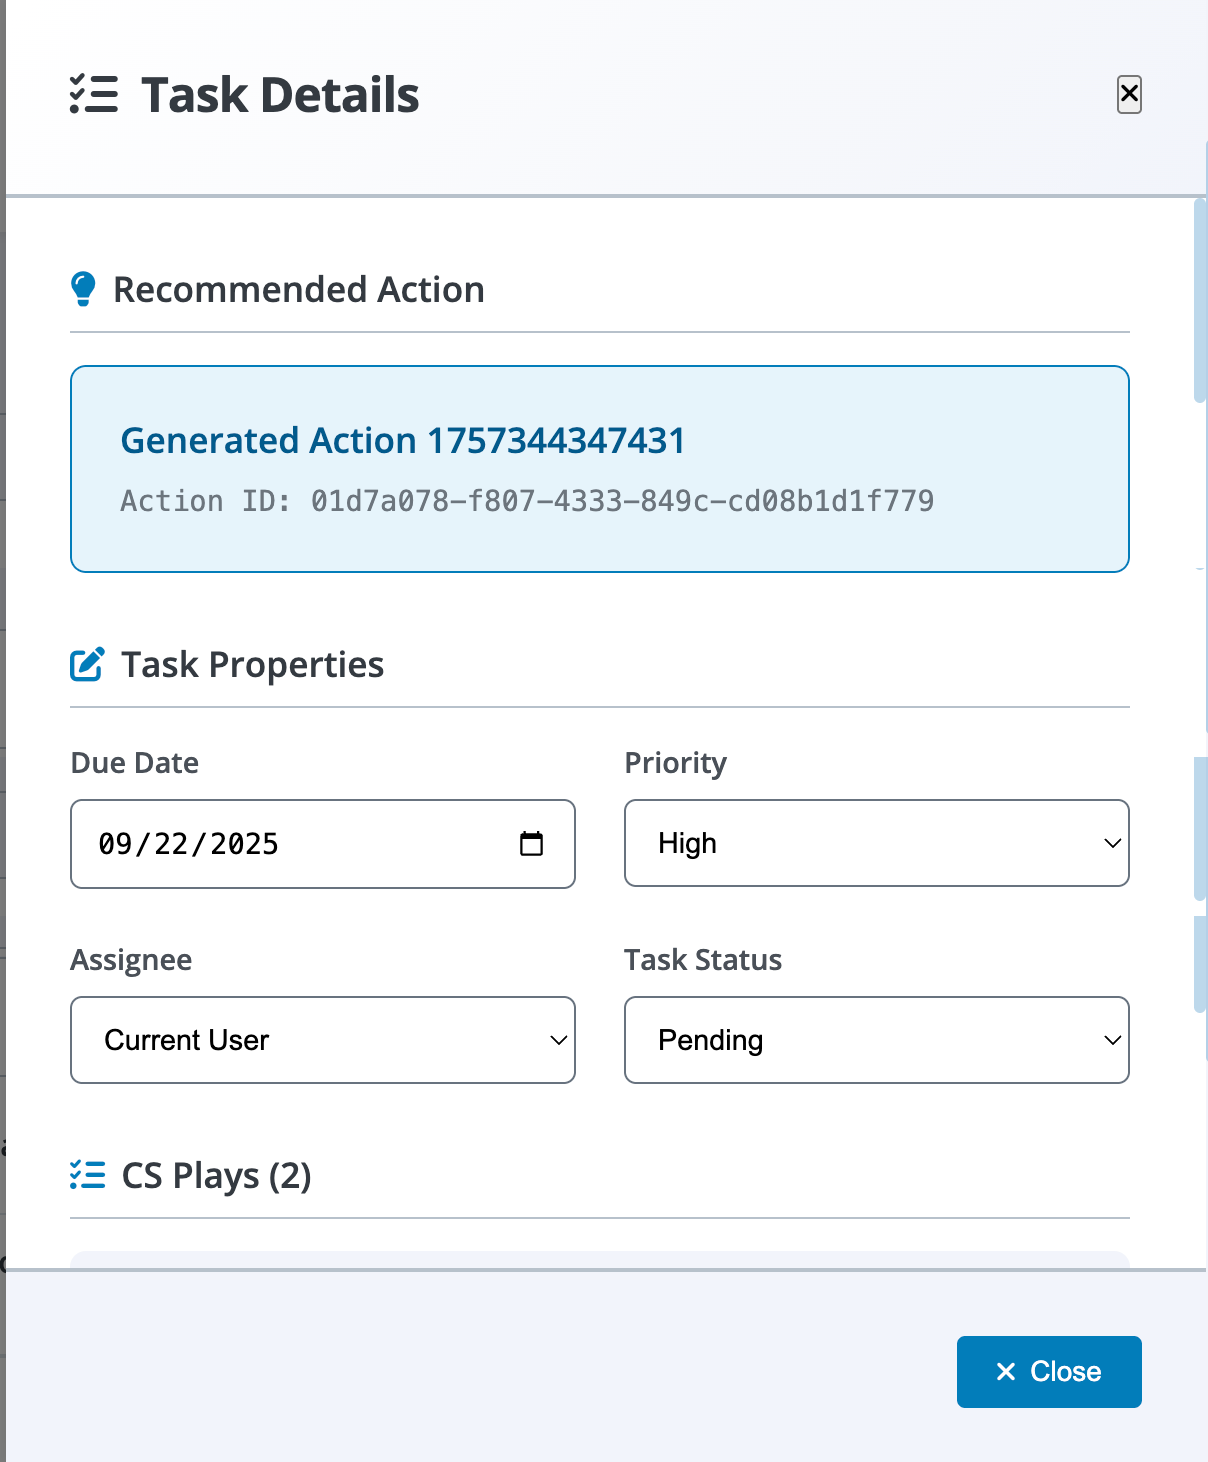 Task Details
Recommended Action
Generated Action 1757344347431
Action ID: 01d7a078-f807-4333-849c-cd08b1d1f779
Task Properties
Due Date
Priority
09/22/2025
High
Assignee
Task Status
Current User
Pending
CS Plays (2)
Close